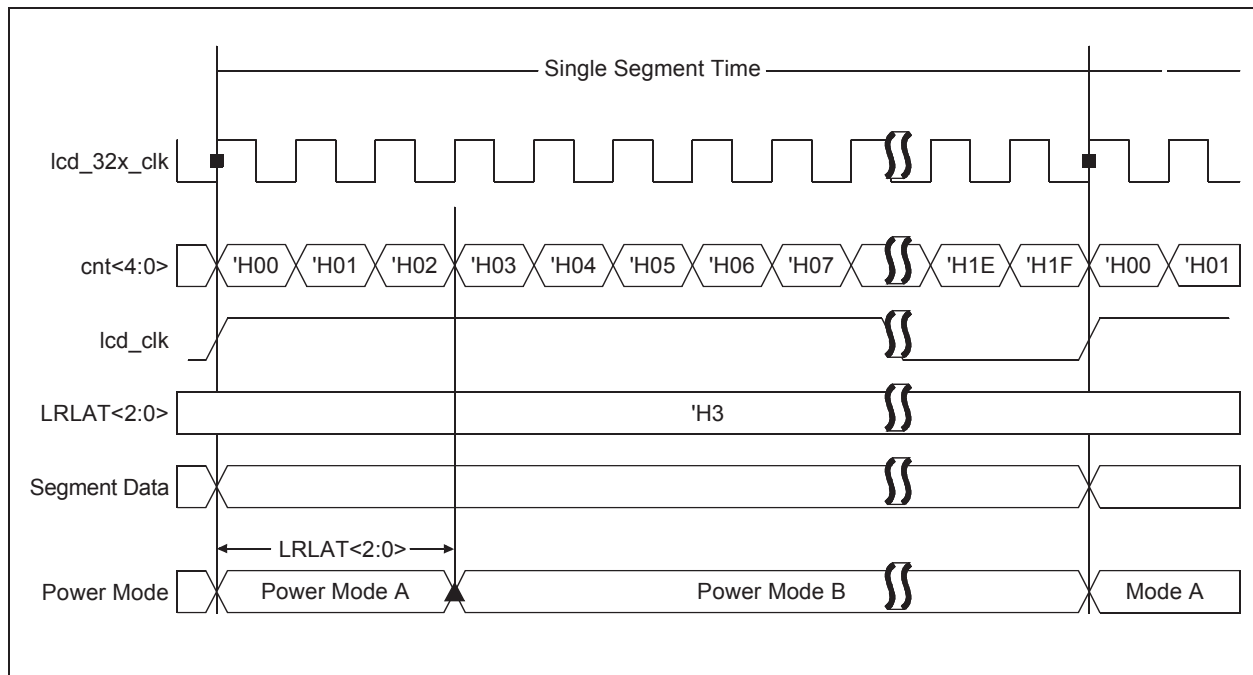 Single Segment Time
lcd_32x_clk
cnt<4:0> 'H00 'H01 'H02 'H03 'H04 'H05 'H06 'H07 'H1E 'H1F 'H00 'H01
lcd_clk
LRLAT<2:0> 'H3
Segment Data
LRLAT<2:0>
Power Mode Power Mode A Power Mode B Mode A